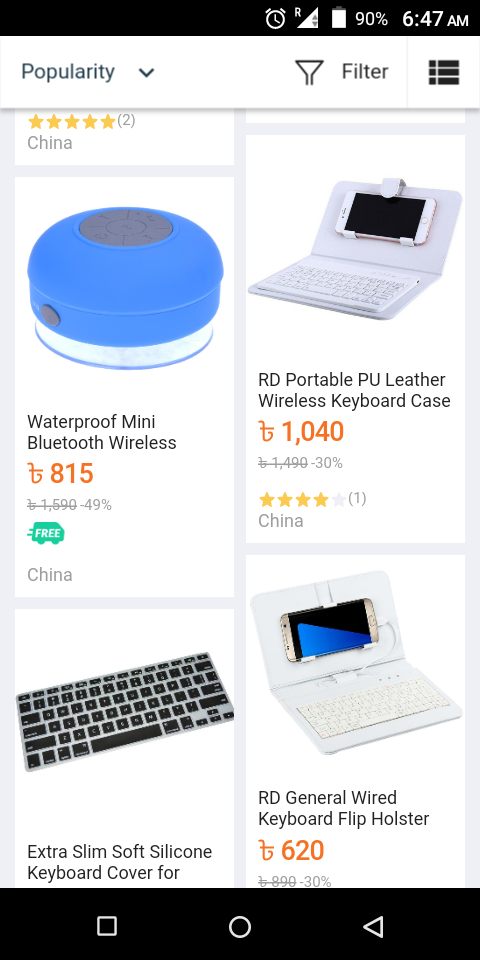 R 90% 6:47 AM
Popularity Filter
(2)
China
Waterproof Mini
Bluetooth Wireless
৳ 815
৳ 1,590 -49%
FREE
China
Extra Slim Soft Silicone
Keyboard Cover for
RD Portable PU Leather
Wireless Keyboard Case
৳ 1,040
৳ 1,490 -30%
(1)
China
RD General Wired
Keyboard Flip Holster
৳ 620
৳ 890 -30%